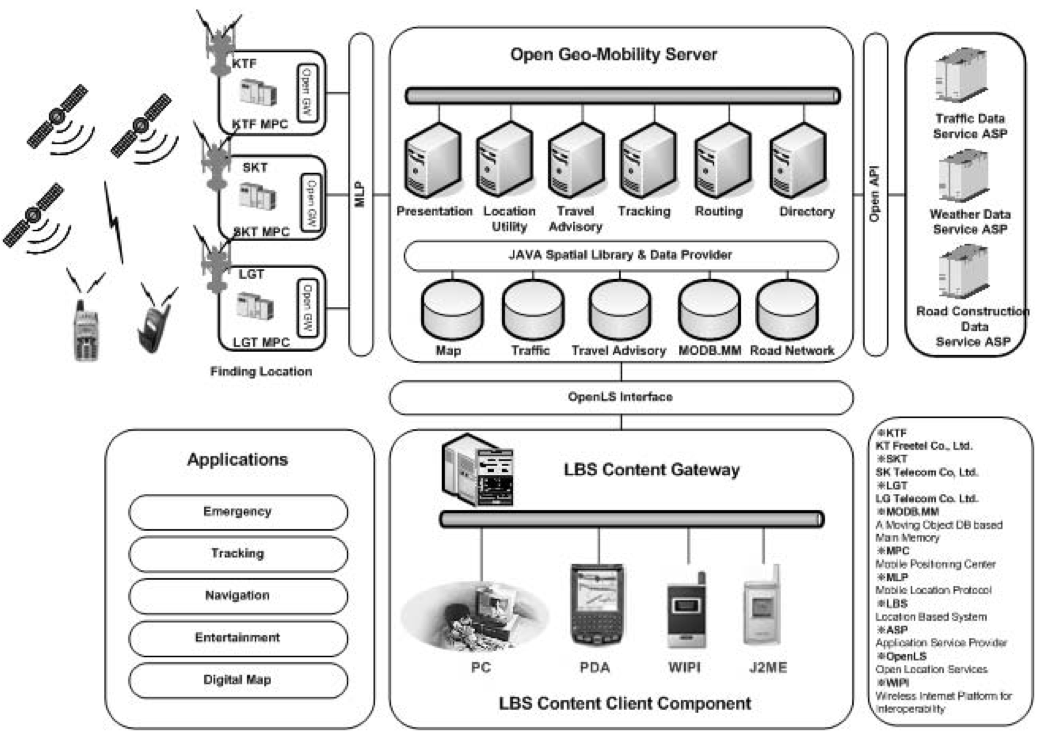 KTF
Open GW
KTF MPC
SKT
Open GW
SKT MPC
LGT
Open GW
LGT MPC
Finding Location
MLP
Open Geo-Mobility Server
Presentation
Location
Utility
Travel
Advisory
Tracking
Routing
Directory
JAVA Spatial Library & Data Provider
Map
Traffic
Travel Advisory
MODB.MM
Road Network
Open API
Traffic Data
Service ASP
Weather Data
Service ASP
Road Construction
Data
Service ASP
OpenLS Interface
Applications
Emergency
Tracking
Navigation
Entertainment
Digital Map
LBS Content Gateway
PC
PDA
WIPI
J2ME
LBS Content Client Component
※KTF
KT Freetel Co., Ltd.
※SKT
SK Telecom Co, Ltd.
※LGT
LG Telecom Co. Ltd.
※MODB.MM
A Moving Object DB based
Main Memory
※MPC
Mobile Positioning Center
※MLP
Mobile Location Protocol
※LBS
Location Based System
※ASP
Application Service Provider
※OpenLS
Open Location Services
※WIPI
Wireless Internet Platform for
Interoperability